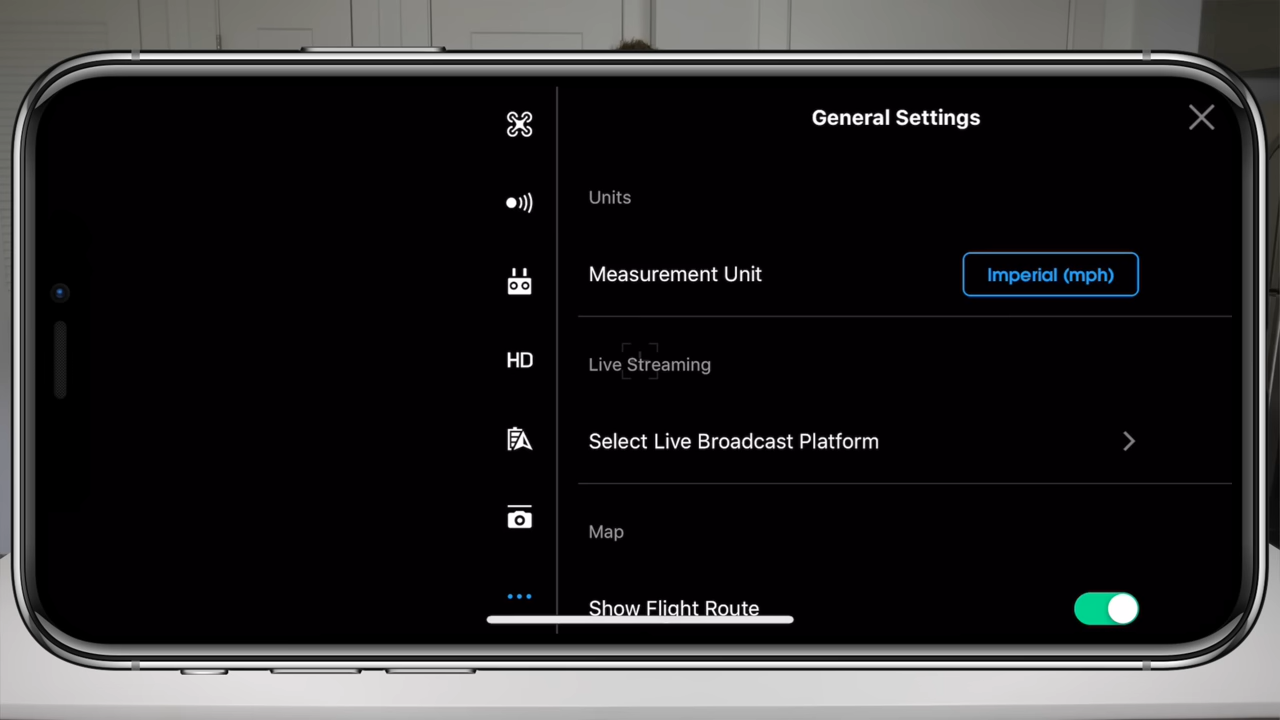 General Settings
Units
Measurement Unit
Imperial (mph)
Live Streaming
HD
Select Live Broadcast Platform
Map
Show Flight Route